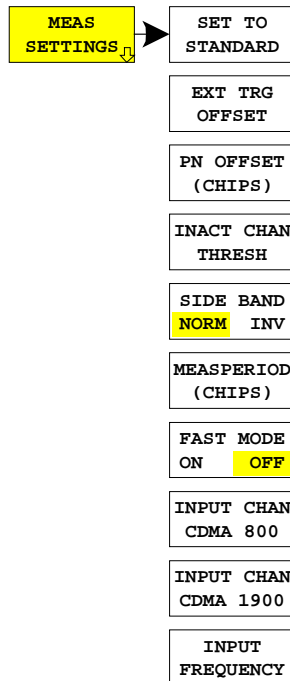 MEAS
SETTINGS
SET TO
STANDARD
EXT TRG
OFFSET
PN OFFSET
(CHIPS)
INACT CHAN
THRESH
SIDE BAND
NORM INV
MEASPERIOD
(CHIPS)
FAST MODE
ON OFF
INPUT CHAN
CDMA 800
INPUT CHAN
CDMA 1900
INPUT
FREQUENCY